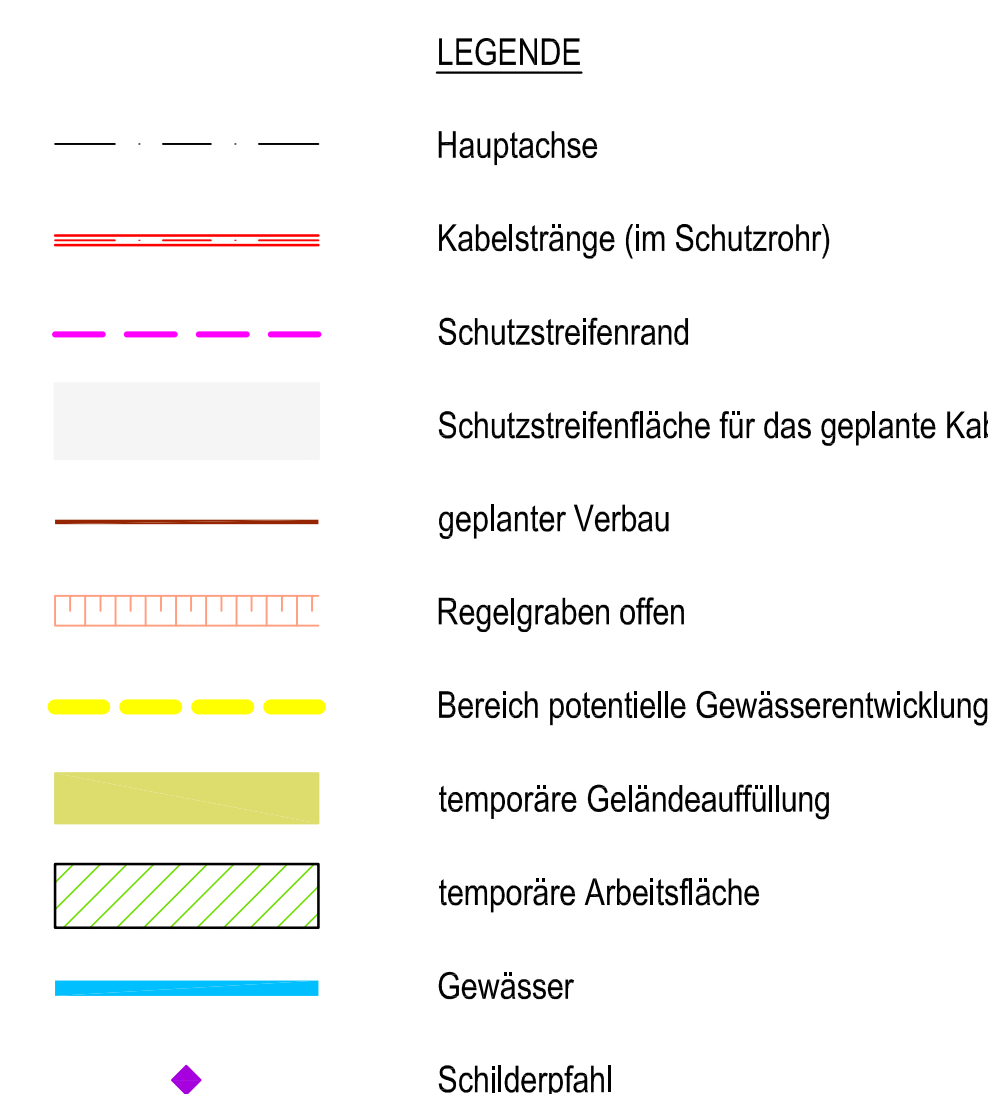 LEGENDE
Hauptachse
Kabelstränge (im Schutzrohr)
Schutzstreifenrand
Schutzstreifenfläche für das geplante
geplanter Verbau
Regelgraben offen
Bereich potentielle Gewässerentwicklung
temporäre Geländeauffüllung
temporäre Arbeitsfläche
Gewässer
Schilderpfahl